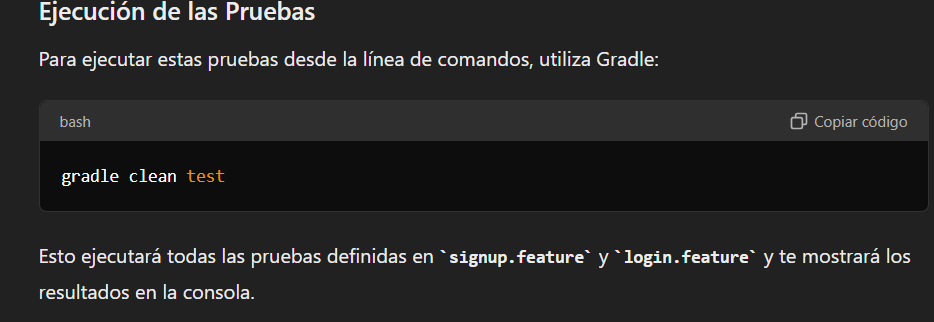 Ejecución de las Pruebas
Para ejecutar estas pruebas desde la línea de comandos, utiliza Gradle:
bash
Copiar código
gradle clean test
Esto ejecutará todas las pruebas definidas en `signup.feature` y `login.feature` y te mostrará los
resultados en la consola.